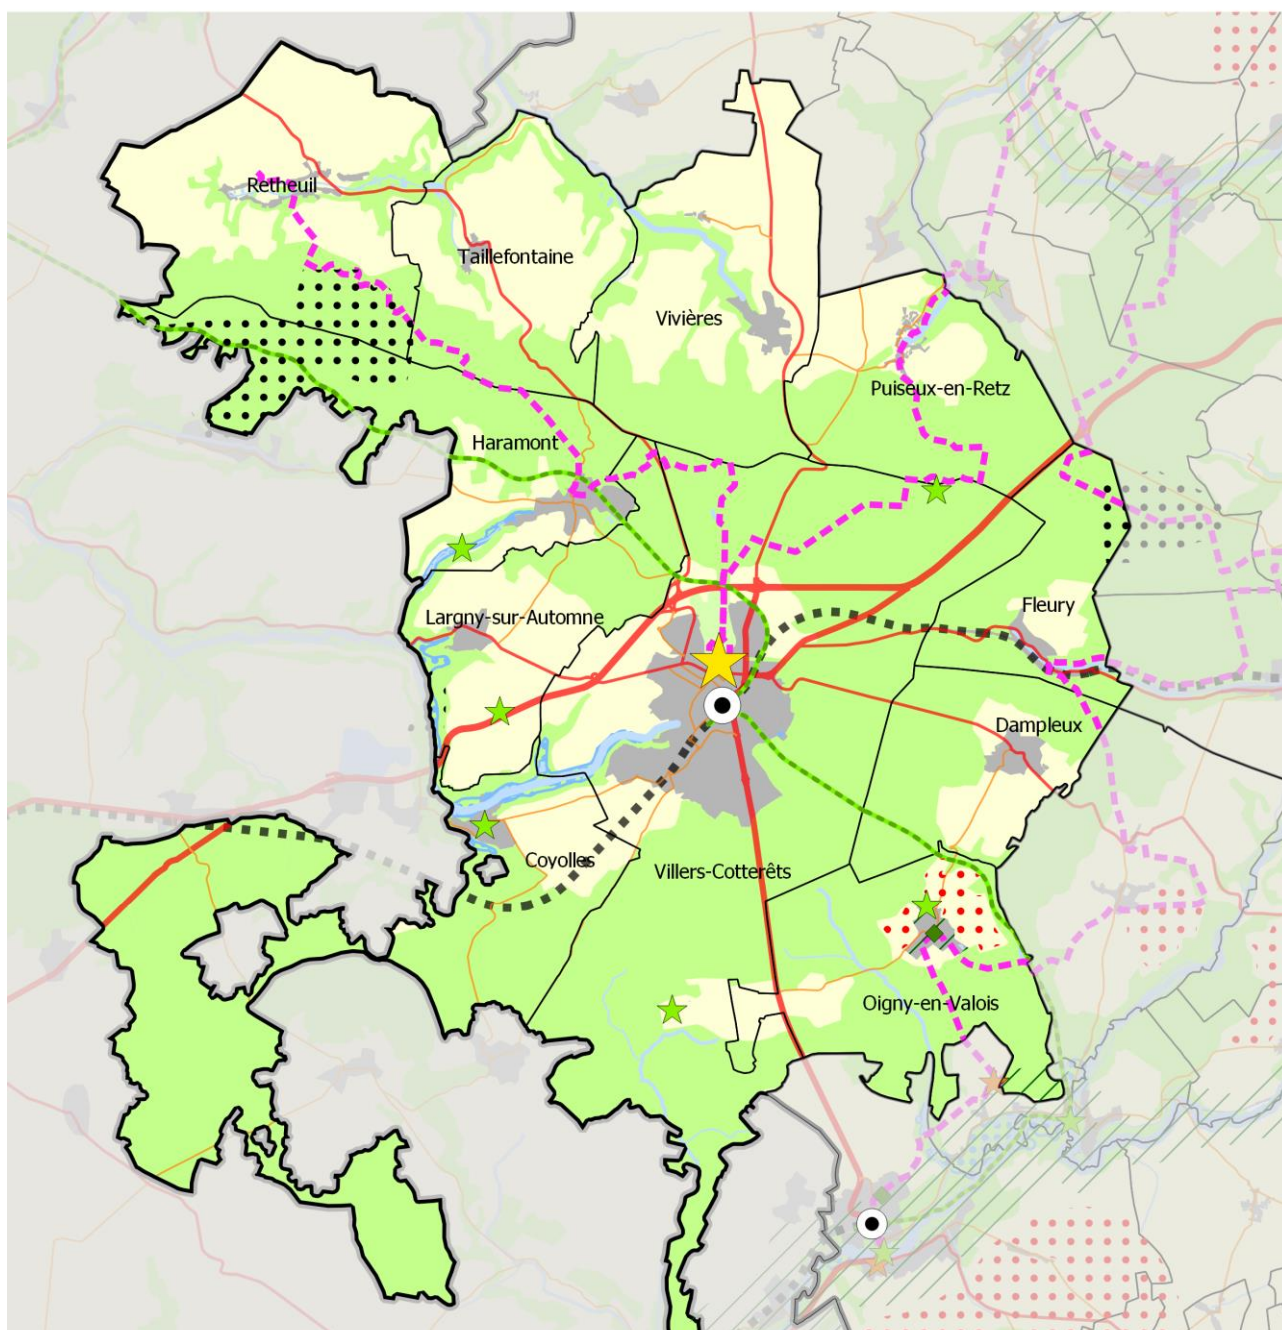 Retheuil
Taillefontaine
Vivières
Puiseux-en-Retz
Haramont
Fleury
Largny-sur-Automne
Dampleux
Coyolles
Villers-Cotterêts
Oigny-en-Valois